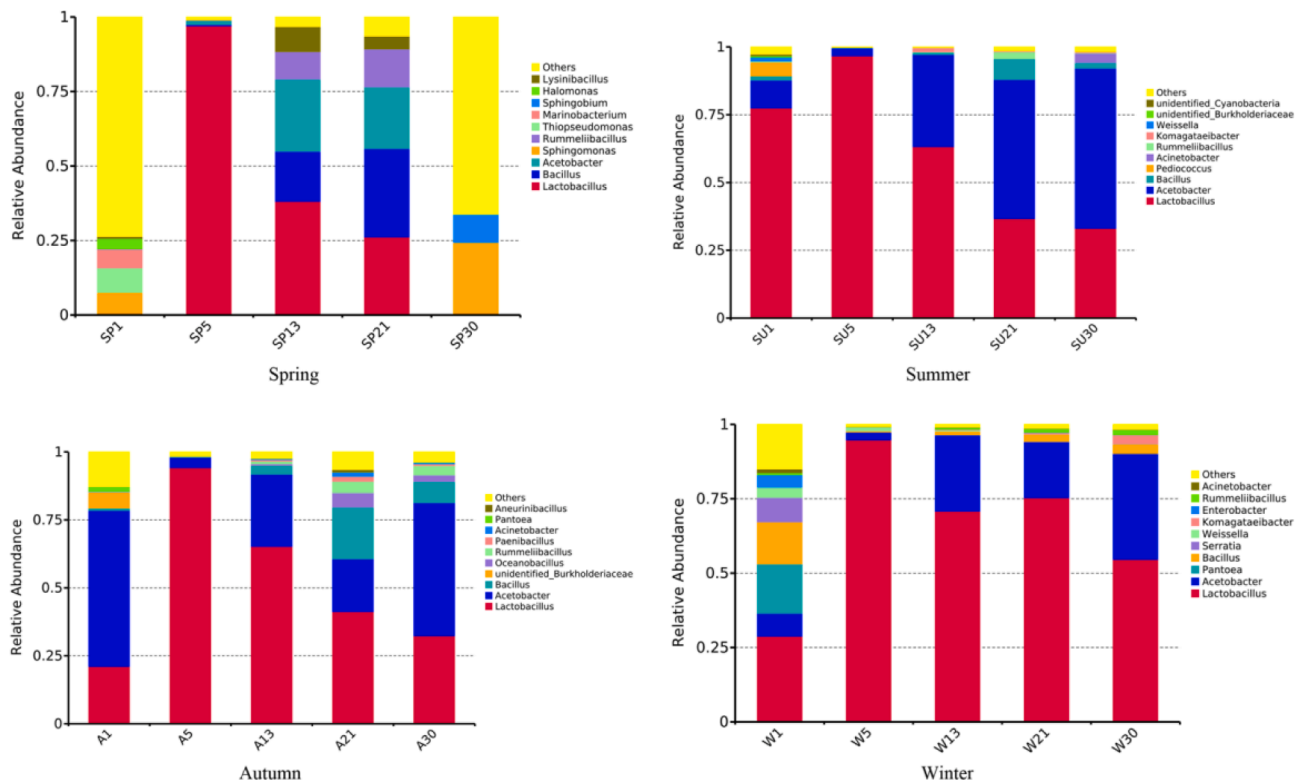 Relative Abundance
1
0.75
0.5
0.25
0
SP1
SP5
SP13
SP21
SP30
Others
Lysinibacillus
Halomonas
Sphingobium
Marinobacterium
Thiopseudomonas
Rummeliibacillus
Sphingomonas
Acetobacter
Bacillus
Lactobacillus
Spring
Relative Abundance
1
0.75
0.5
0.25
0
SU1
SU5
SU13
SU21
SU30
Others
unidentified_Cyanobacteria
unidentified_Burkholderiaceae
Weissella
Komagataeibacter
Rummeliibacillus
Acinetobacter
Pediococcus
Bacillus
Acetobacter
Lactobacillus
Summer
Relative Abundance
1
0.75
0.5
0.25
0
A1
A5
A13
A21
A30
Others
Aneurinibacillus
Pantoea
Acinetobacter
Paenibacillus
Rummeliibacillus
Oceanobacillus
unidentified_Burkholderiaceae
Bacillus
Acetobacter
Lactobacillus
Autumn
Relative Abundance
1
0.75
0.5
0.25
0
W1
W5
W13
W21
W30
Others
Acinetobacter
Rummeliibacillus
Enterobacter
Komagataeibacter
Weissella
Serratia
Bacillus
Pantoea
Acetobacter
Lactobacillus
Winter